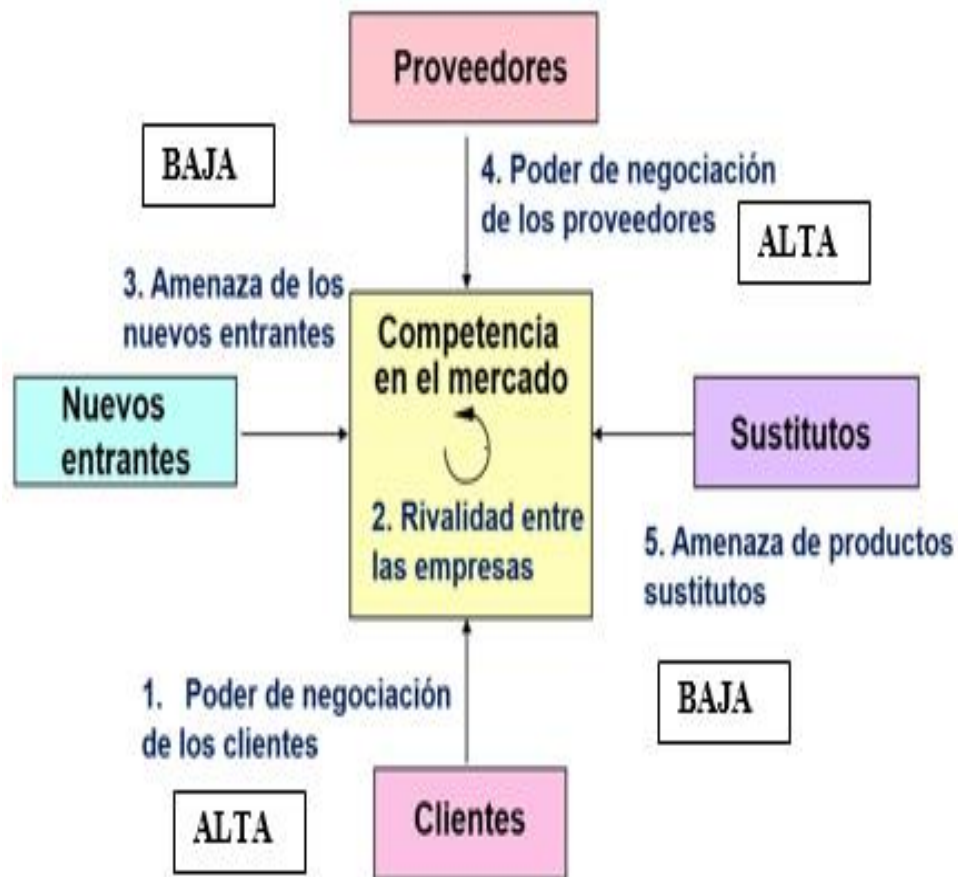 Proveedores
BAJA
4. Poder de negociación
de los proveedores
ALTA
3. Amenaza de los
nuevos entrantes
Competencia
en el mercado
Nuevos
entrantes
Sustitutos
2. Rivalidad entre
las empresas
5. Amenaza de productos
sustitutos
1. Poder de negociación
de los clientes
BAJA
ALTA
Clientes